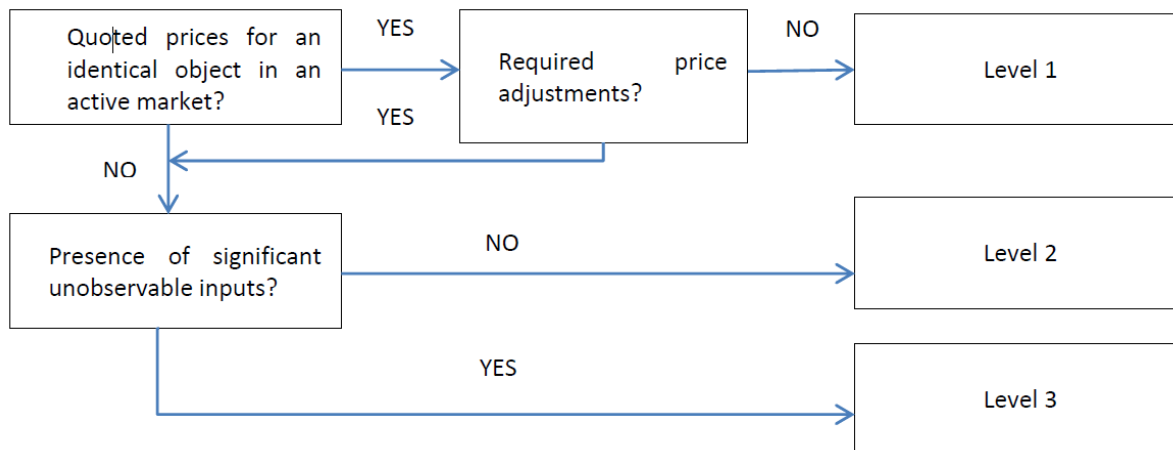 Quoted prices for an
identical object in an
active market?
YES
Required price
adjustments?
NO
Level 1
YES
NO
Presence of significant
unobservable inputs?
NO
Level 2
YES
Level 3